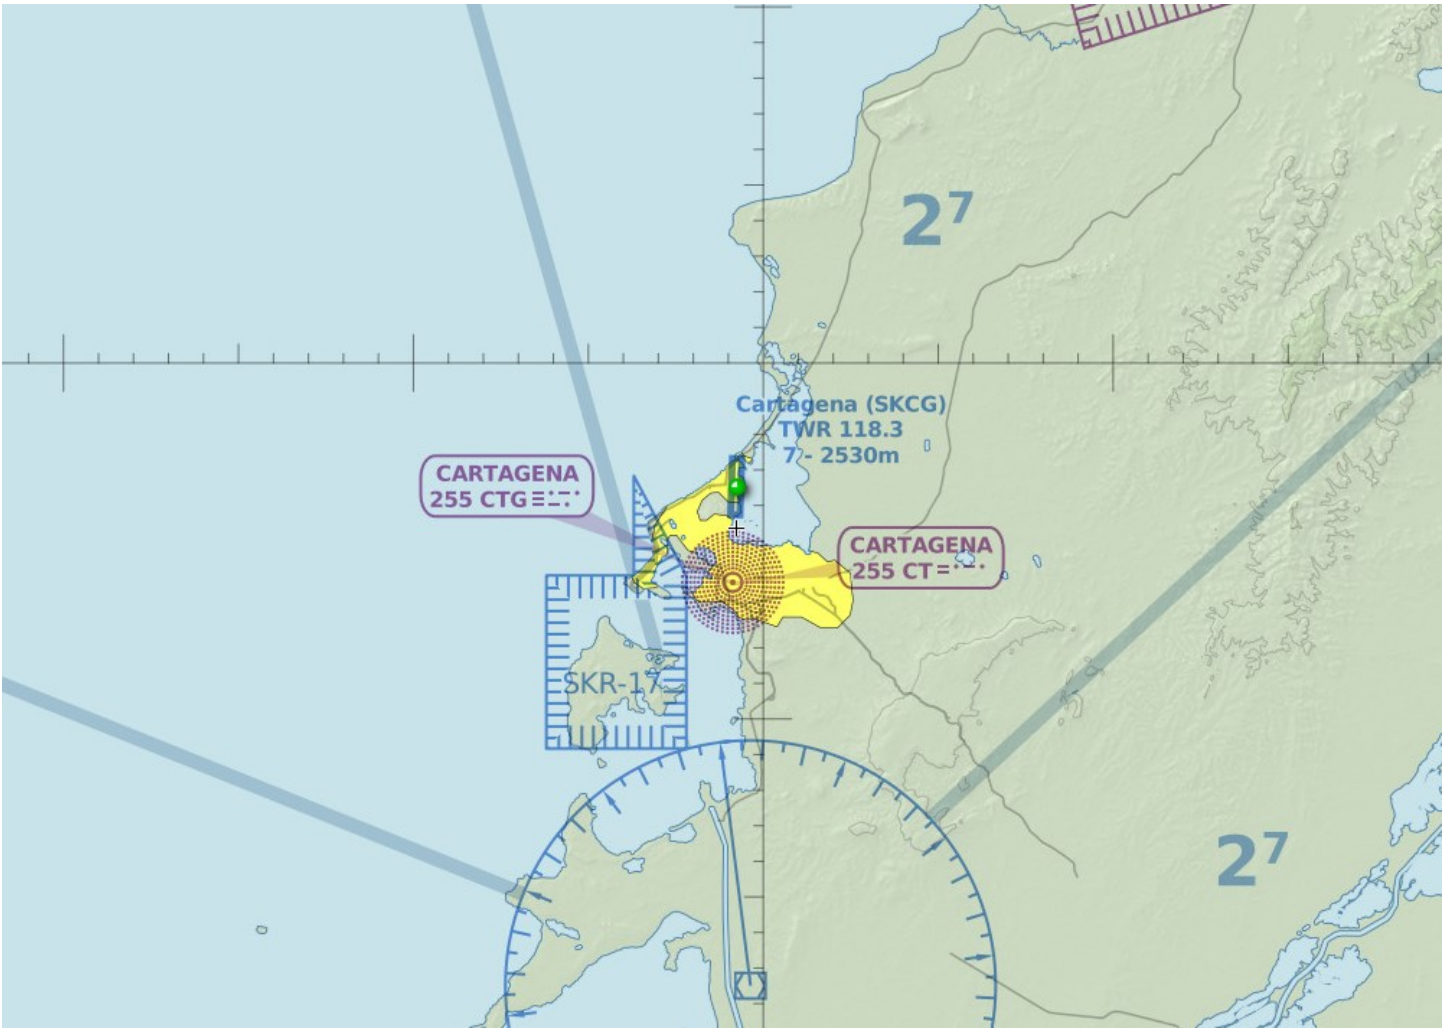 2⁷
Cartagena (SKCG)
TWR 118.3
7 - 2530m
CARTAGENA
255 CTG
CARTAGENA
255 CT
SKR-17
2⁷